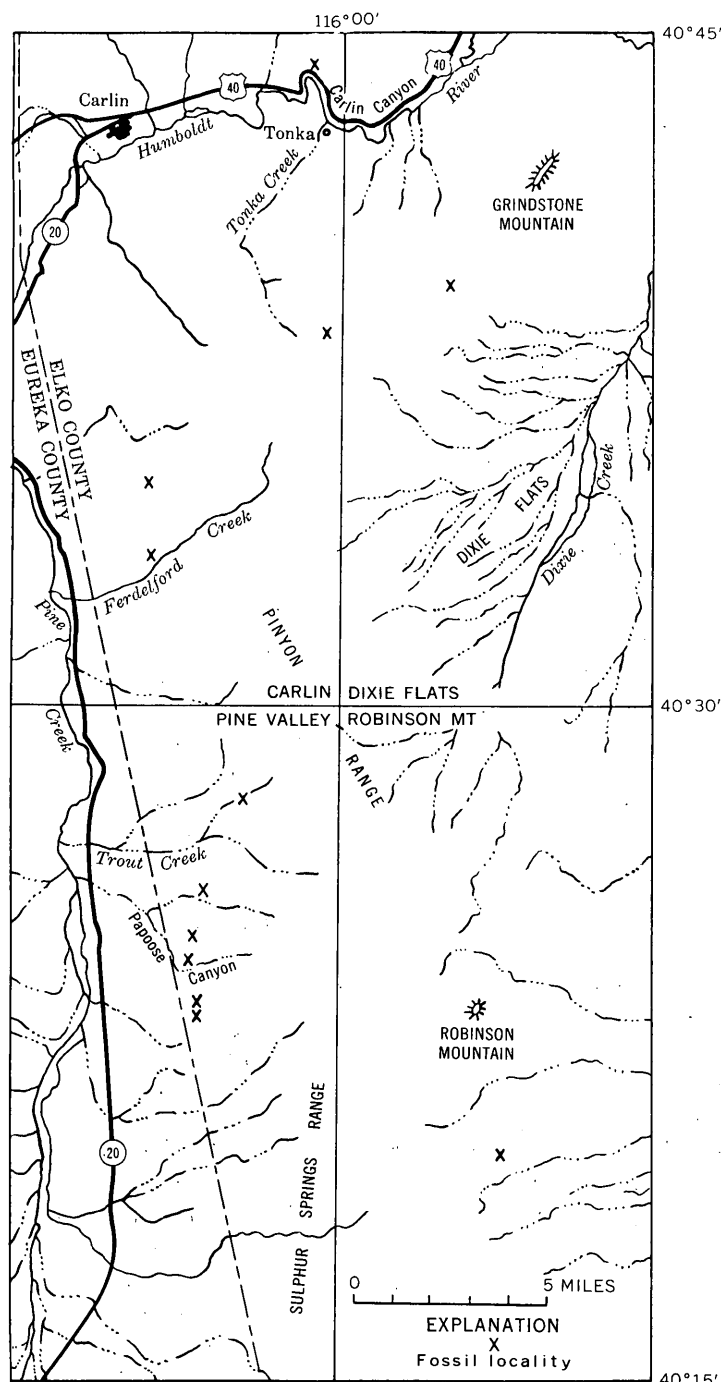 116°00'
40°45'
40
40
Carlin
Carlin Canyon
River
Humboldt
Tonka
Tonka Creek
GRINDSTONE
MOUNTAIN
20
ELKO COUNTY
EUREKA COUNTY
DIXIE FLATS
Dixie Creek
Ferdelford Creek
Pine Creek
PINYON RANGE
CARLIN
DIXIE FLATS
40°30'
PINE VALLEY
ROBINSON MT
Trout Creek
Papoose Canyon
ROBINSON
MOUNTAIN
20
SULPHUR SPRINGS RANGE
0 5 MILES
EXPLANATION
X
Fossil locality
40°15'